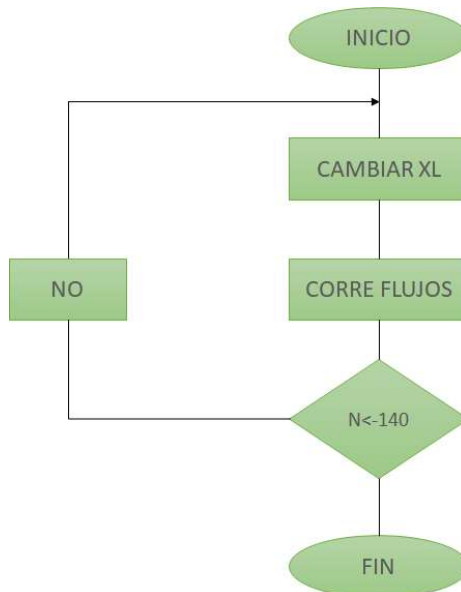 INICIO
CAMBIAR XL
NO
CORRE FLUJOS
N<-140
FIN